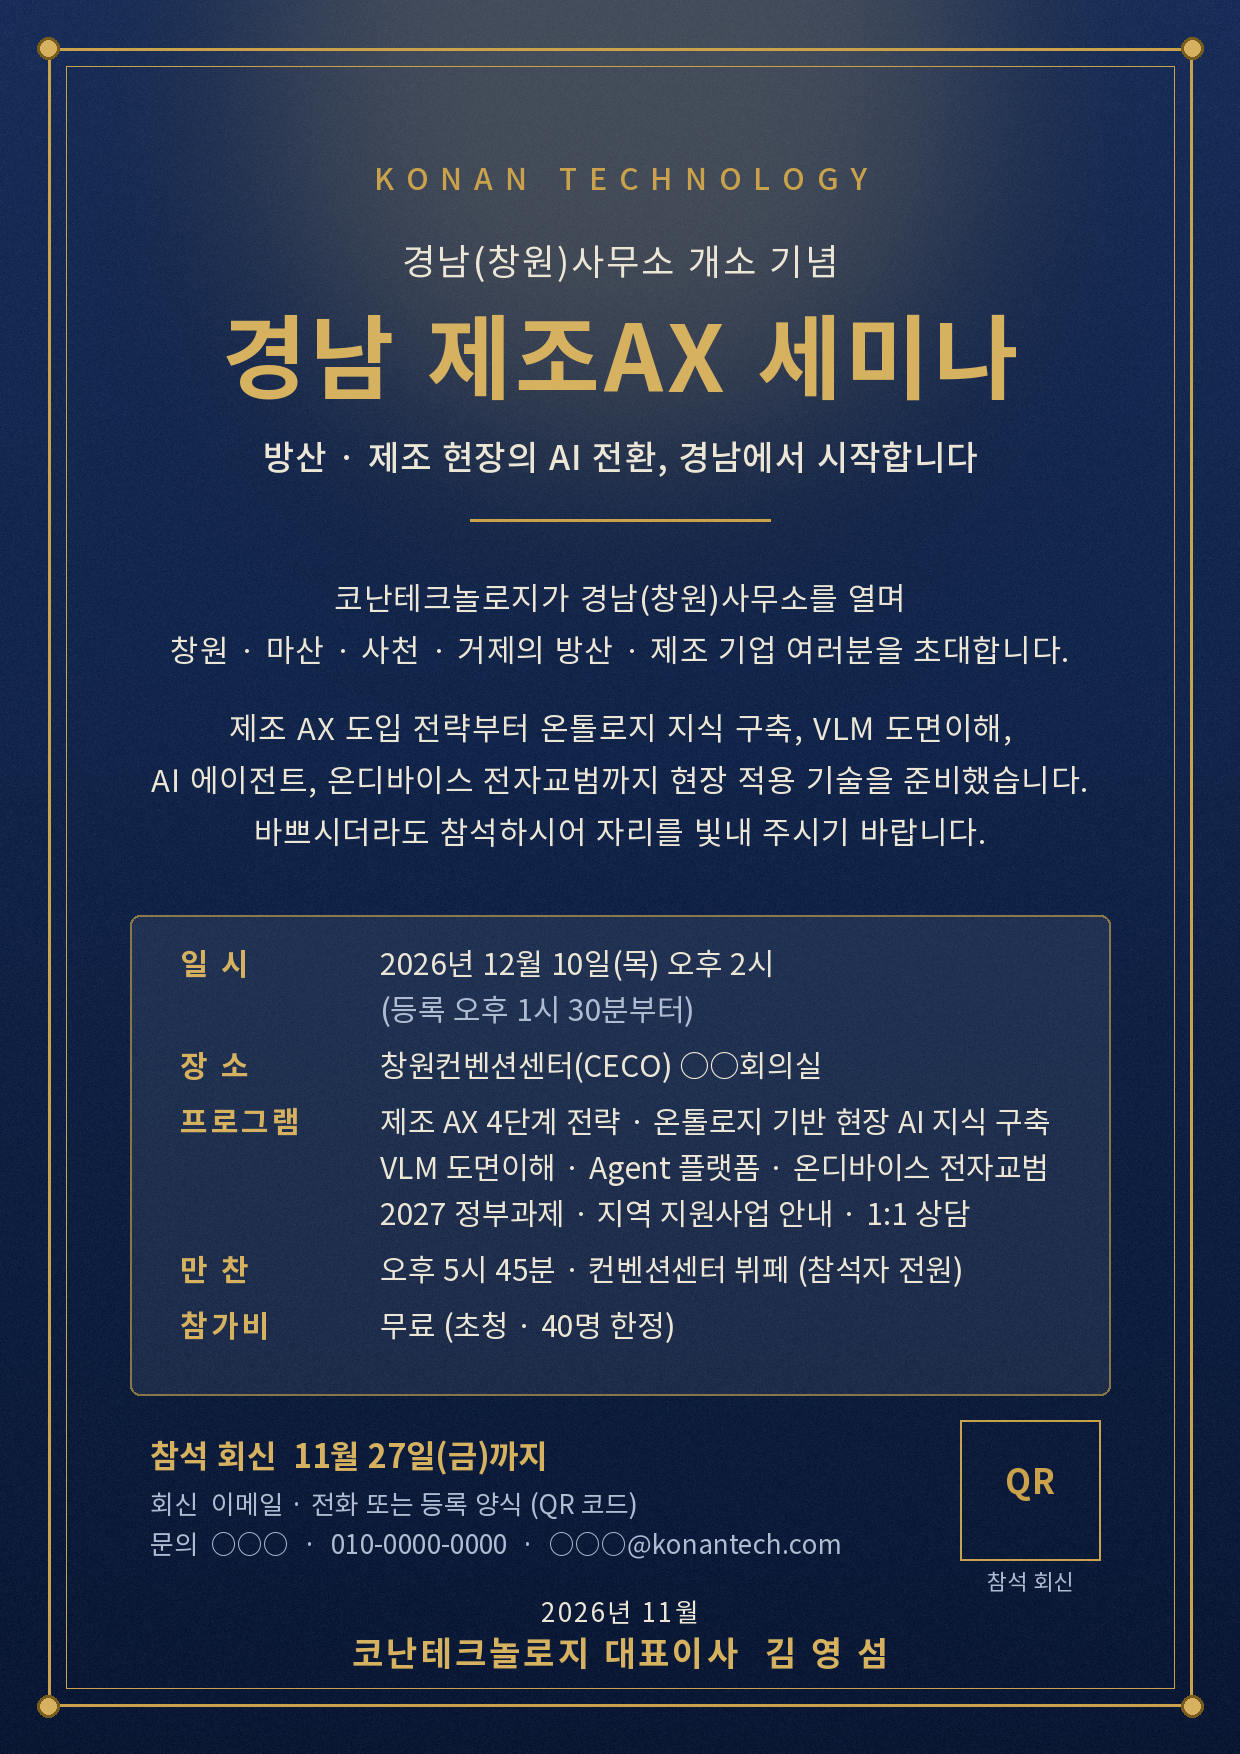 KONAN TECHNOLOGY
경남(창원)사무소 개소 기념
경남 제조AX 세미나
방산 · 제조 현장의 AI 전환, 경남에서 시작합니다
코난테크놀로지가 경남(창원)사무소를 열며
창원 · 마산 · 사천 · 거제의 방산 · 제조 기업 여러분을 초대합니다.
제조 AX 도입 전략부터 온톨로지 지식 구축, VLM 도면이해,
AI 에이전트, 온디바이스 전자교범까지 현장 적용 기술을 준비했습니다.
바쁘시더라도 참석하시어 자리를 빛내 주시기 바랍니다.
일 시 2026년 12월 10일(목) 오후 2시
(등록 오후 1시 30분부터)
장 소 창원컨벤션센터(CECO) ○○회의실
프로그램 제조 AX 4단계 전략 · 온톨로지 기반 현장 AI 지식 구축
VLM 도면이해 · Agent 플랫폼 · 온디바이스 전자교범
2027 정부과제 · 지역 지원사업 안내 · 1:1 상담
만 찬 오후 5시 45분 · 컨벤션센터 뷔페 (참석자 전원)
참가비 무료 (초청 · 40명 한정)
참석 회신 11월 27일(금)까지
회신 이메일 · 전화 또는 등록 양식 (QR 코드)
문의 ○○○ · 010-0000-0000 · ○○○@konantech.com
QR
참석 회신
2026년 11월
코난테크놀로지 대표이사 김 영 섬